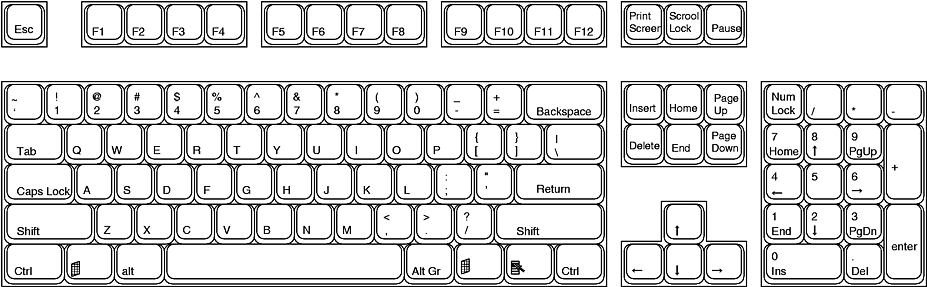 Esc F1 F2 F3 F4 F5 F6 F7 F8 F9 F10 F11 F12 Print Screen Scrool Lock Pause
~ ! @ # $ % ^ & * ( ) _ +
` 1 2 3 4 5 6 7 8 9 0 - = Backspace
Insert Home Page Up
Num Lock / * -
Tab Q W E R T Y U I O P { [ } ] | \
Delete End Page Down
7 Home 8 ↑ 9 PgUp +
Caps Lock A S D F G H J K L : ; " ' Return
4 ← 5 6 →
Shift Z X C V B N M < , > . ? / Shift
↑
1 End 2 ↓ 3 PgDn enter
Ctrl alt Alt Gr Ctrl
← ↓ →
0 Ins . Del